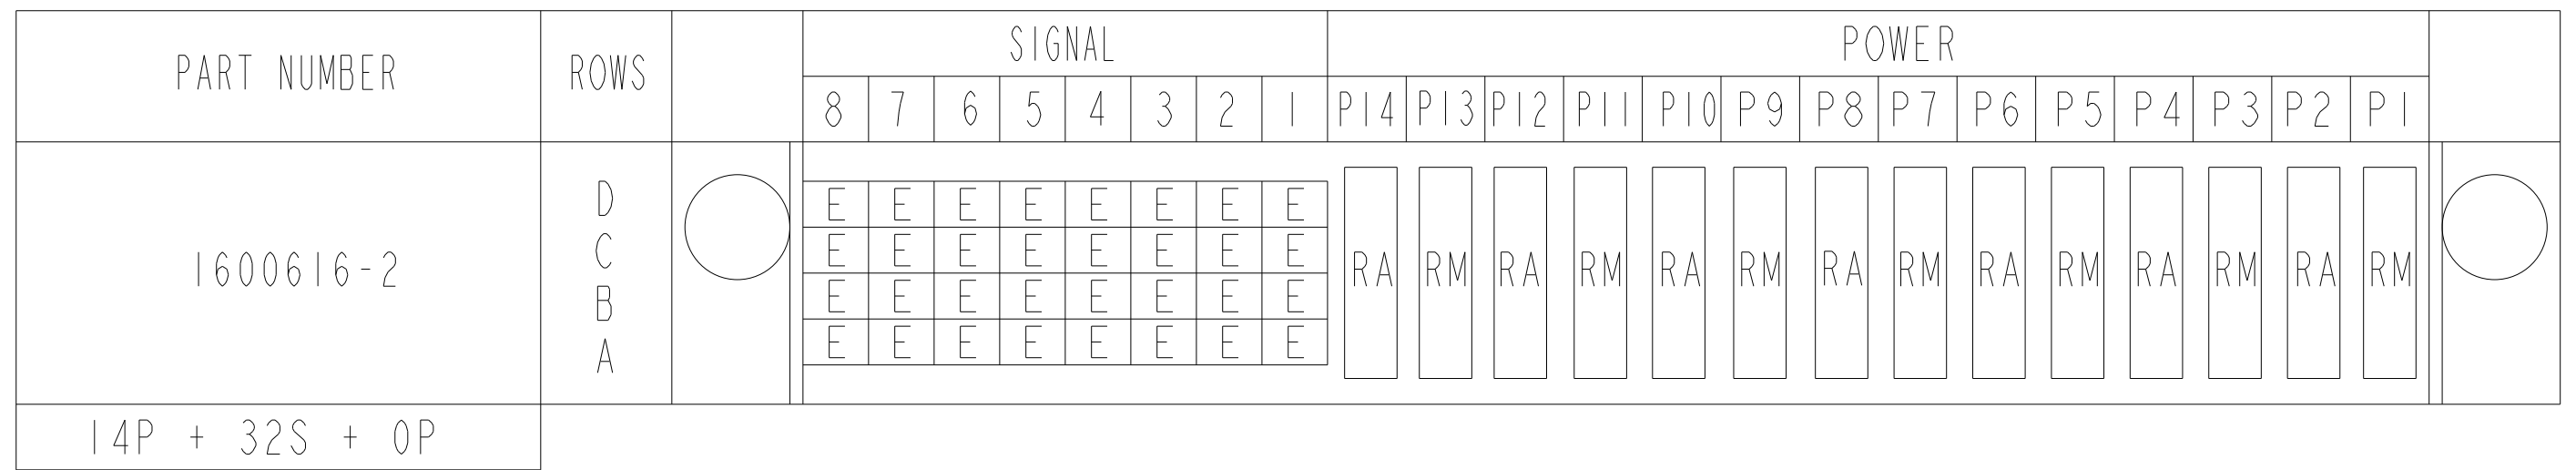 PART NUMBER ROWS SIGNAL POWER
8 7 6 5 4 3 2 1 P14 P13 P12 P11 P10 P9 P8 P7 P6 P5 P4 P3 P2 P1
D E E E E E E E E
1600616-2 C E E E E E E E E RA RM RA RM RA RM RA RM RA RM RA RM RA RM
B E E E E E E E E
A E E E E E E E E
14P + 32S + 0P